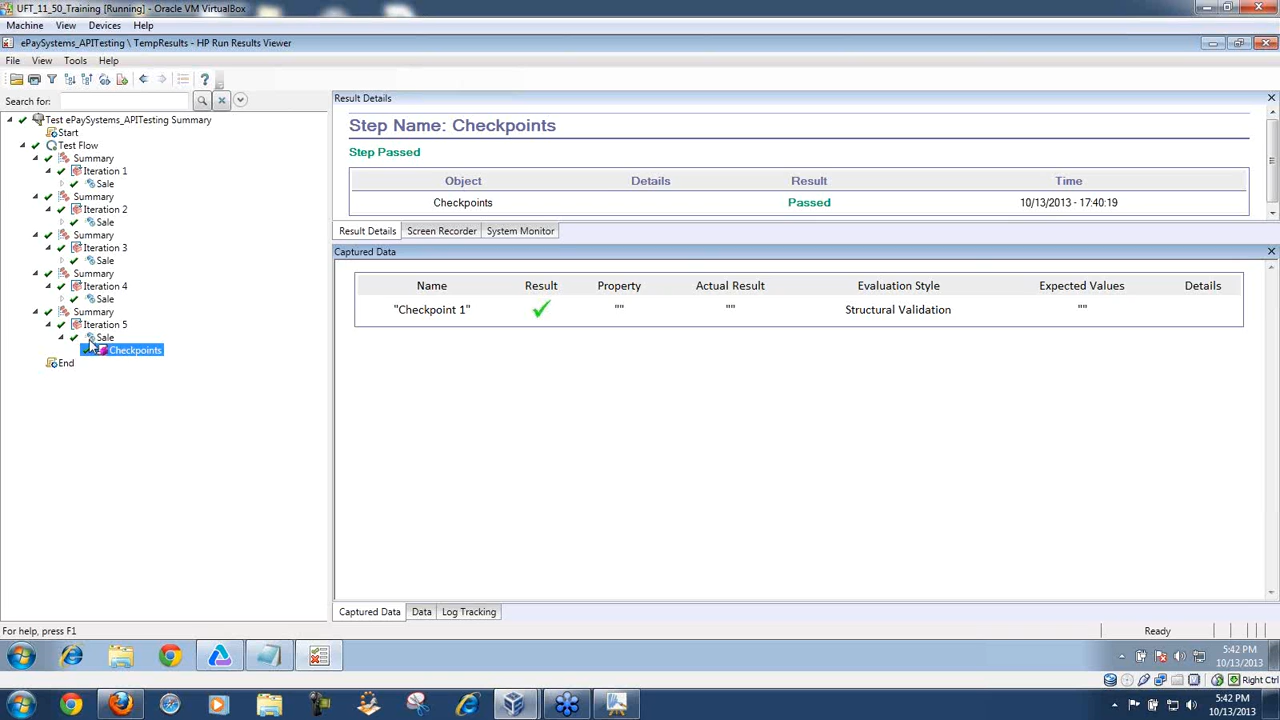 UFT_11_50_Training [Running] - Oracle VM VirtualBox
Machine View Devices Help
ePaySystems_APITesting \ TempResults - HP Run Results Viewer
File View Tools Help
Search for:
Test ePaySystems_APITesting Summary
Start
Test Flow
Summary
Iteration 1
Sale
Summary
Iteration 2
Sale
Summary
Iteration 3
Sale
Summary
Iteration 4
Sale
Summary
Iteration 5
Sale
Checkpoints
End
Result Details
Step Name: Checkpoints
Step Passed
Object Details Result Time
Checkpoints Passed 10/13/2013 - 17:40:19
Result Details Screen Recorder System Monitor
Captured Data
Name Result Property Actual Result Evaluation Style Expected Values Details
"Checkpoint 1" "" "" Structural Validation ""
Captured Data Data Log Tracking
For help, press F1
Ready
5:42 PM
10/13/2013
Right Ctrl
5:42 PM
10/13/2013